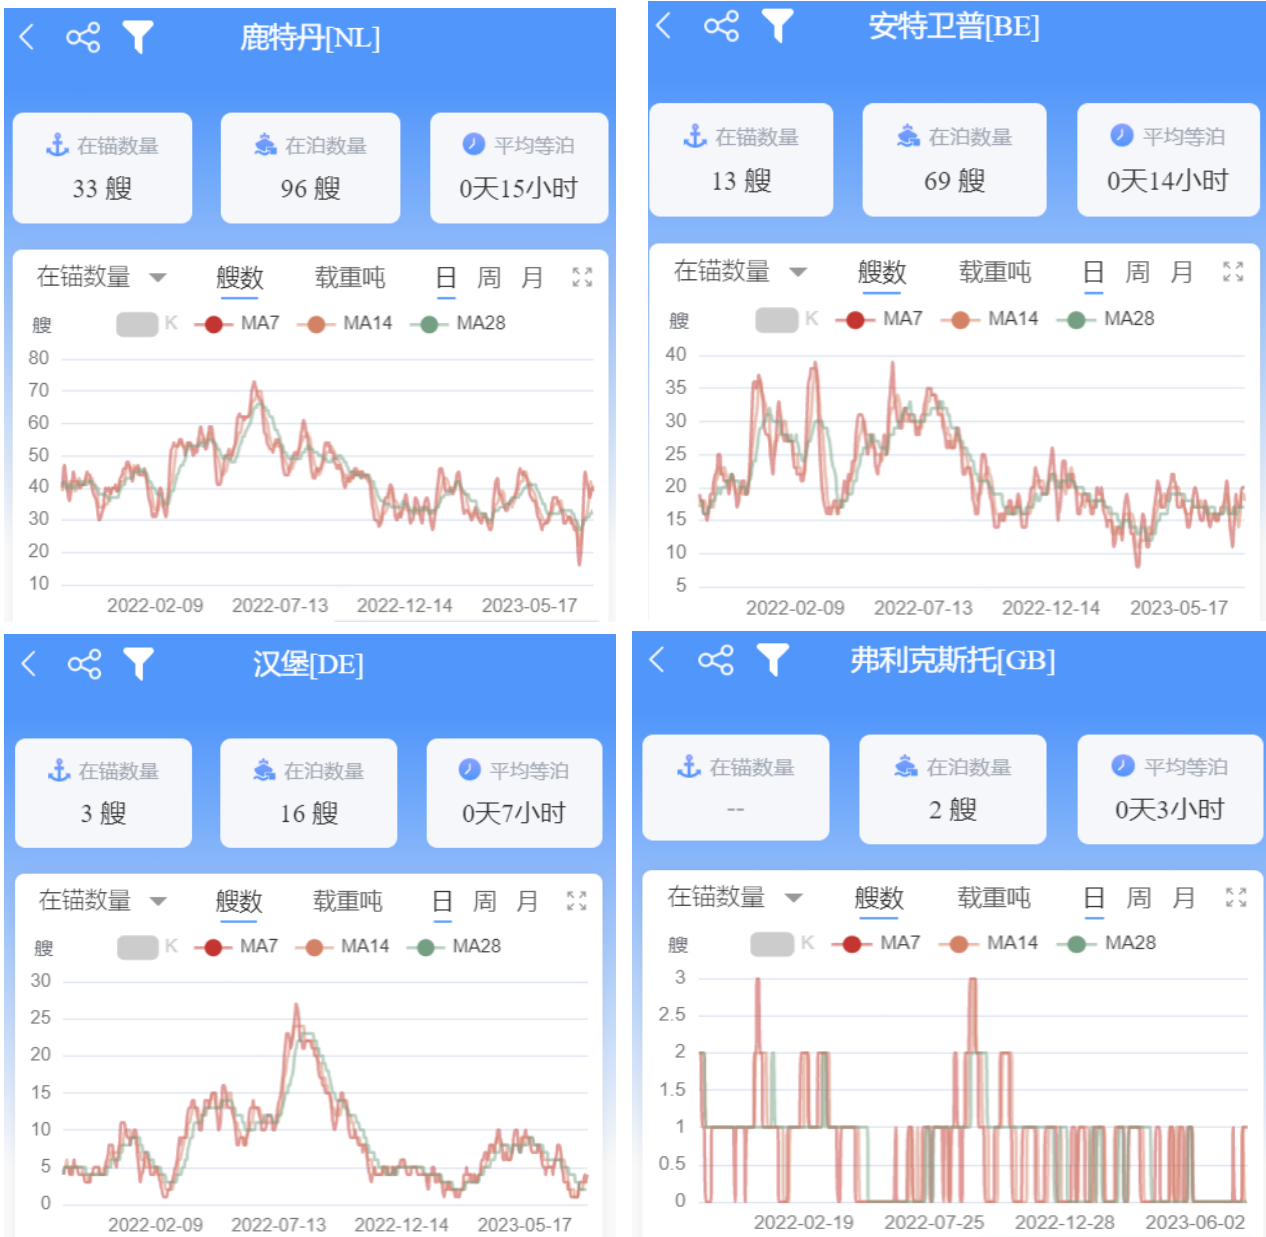 鹿特丹[NL]
在锚数量
33 艘
在泊数量
96 艘
平均等泊
0天15小时
在锚数量 艘数 载重吨 日 周 月
艘 K MA7 MA14 MA28
80
70
60
50
40
30
20
10
2022-02-09 2022-07-13 2022-12-14 2023-05-17
安特卫普[BE]
在锚数量
13 艘
在泊数量
69 艘
平均等泊
0天14小时
在锚数量 艘数 载重吨 日 周 月
艘 K MA7 MA14 MA28
40
35
30
25
20
15
10
5
2022-02-09 2022-07-13 2022-12-14 2023-05-17
汉堡[DE]
在锚数量
3 艘
在泊数量
16 艘
平均等泊
0天7小时
在锚数量 艘数 载重吨 日 周 月
艘 K MA7 MA14 MA28
30
25
20
15
10
5
0
2022-02-09 2022-07-13 2022-12-14 2023-05-17
弗利克斯托[GB]
在锚数量
--
在泊数量
2 艘
平均等泊
0天3小时
在锚数量 艘数 载重吨 日 周 月
艘 K MA7 MA14 MA28
3
2.5
2
1.5
1
0.5
0
2022-02-19 2022-07-25 2022-12-28 2023-06-02